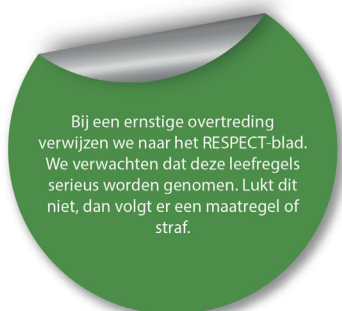 Bij een ernstige overtreding
verwijzen we naar het RESPECT-blad.
We verwachten dat deze leefregels
serieus worden genomen. Lukt dit
niet, dan volgt er een maatregel of
straf.